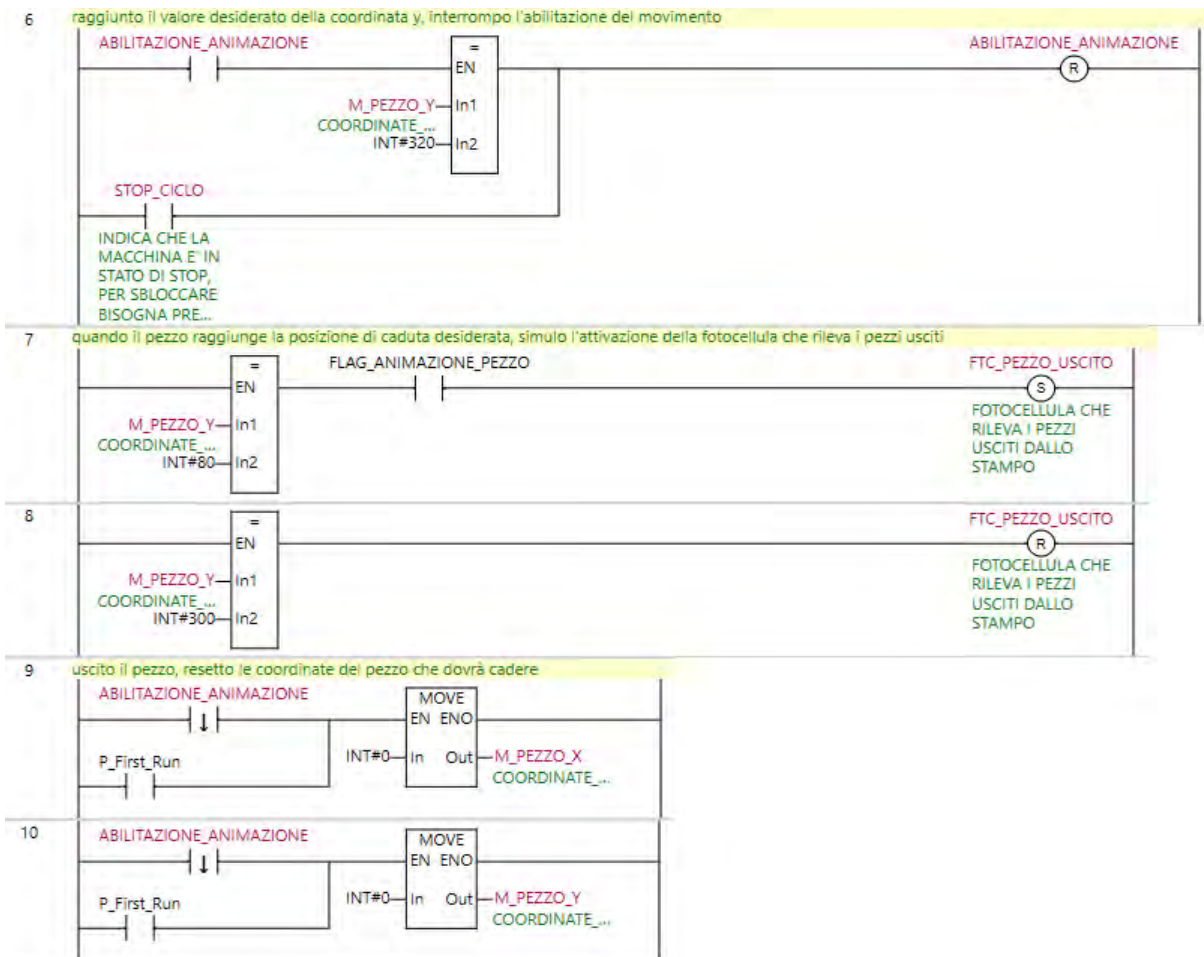 6
raggiunto il valore desiderato della coordinata y, interrompo l'abilitazione del movimento
ABILITAZIONE_ANIMAZIONE
ABILITAZIONE_ANIMAZIONE
=
EN
R
M_PEZZO_Y
In1
COORDINATE_...
INT#320
In2
STOP_CICLO
INDICA CHE LA
MACCHINA E' IN
STATO DI STOP,
PER SBLOCCARE
BISOGNA PRE...
7
quando il pezzo raggiunge la posizione di caduta desiderata, simulo l'attivazione della fotocellula che rileva i pezzi usciti
=
FLAG_ANIMAZIONE_PEZZO
FTC_PEZZO_USCITO
EN
S
M_PEZZO_Y
In1
COORDINATE_...
INT#80
In2
FOTOCELLULA CHE
RILEVA I PEZZI
USCITI DALLO
STAMPO
8
=
FTC_PEZZO_USCITO
EN
R
M_PEZZO_Y
In1
COORDINATE_...
INT#300
In2
FOTOCELLULA CHE
RILEVA I PEZZI
USCITI DALLO
STAMPO
9
uscito il pezzo, resetto le coordinate del pezzo che dovrà cadere
ABILITAZIONE_ANIMAZIONE
MOVE
EN ENO
P_First_Run
INT#0
In Out
M_PEZZO_X
COORDINATE_...
10
ABILITAZIONE_ANIMAZIONE
MOVE
EN ENO
P_First_Run
INT#0
In Out
M_PEZZO_Y
COORDINATE_...